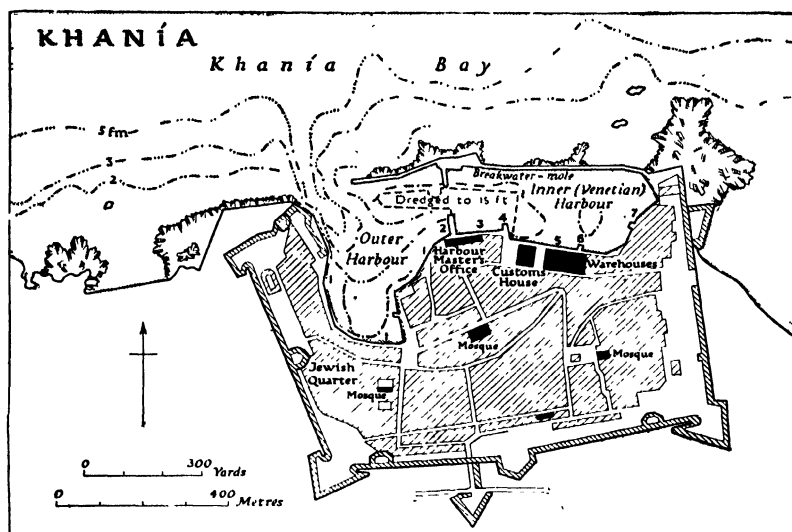 KHANÍA
Khanía Bay
5 fm
3
2
Breakwater-mole
Dredged to 15 ft
Inner (Venetian)
Harbour
Outer
Harbour
1
2
3
4
5
6
7
Harbour
Master's
Office
Customs
House
Warehouses
Mosque
Mosque
Jewish
Quarter
Mosque
0 300 Yards
0 400 Metres